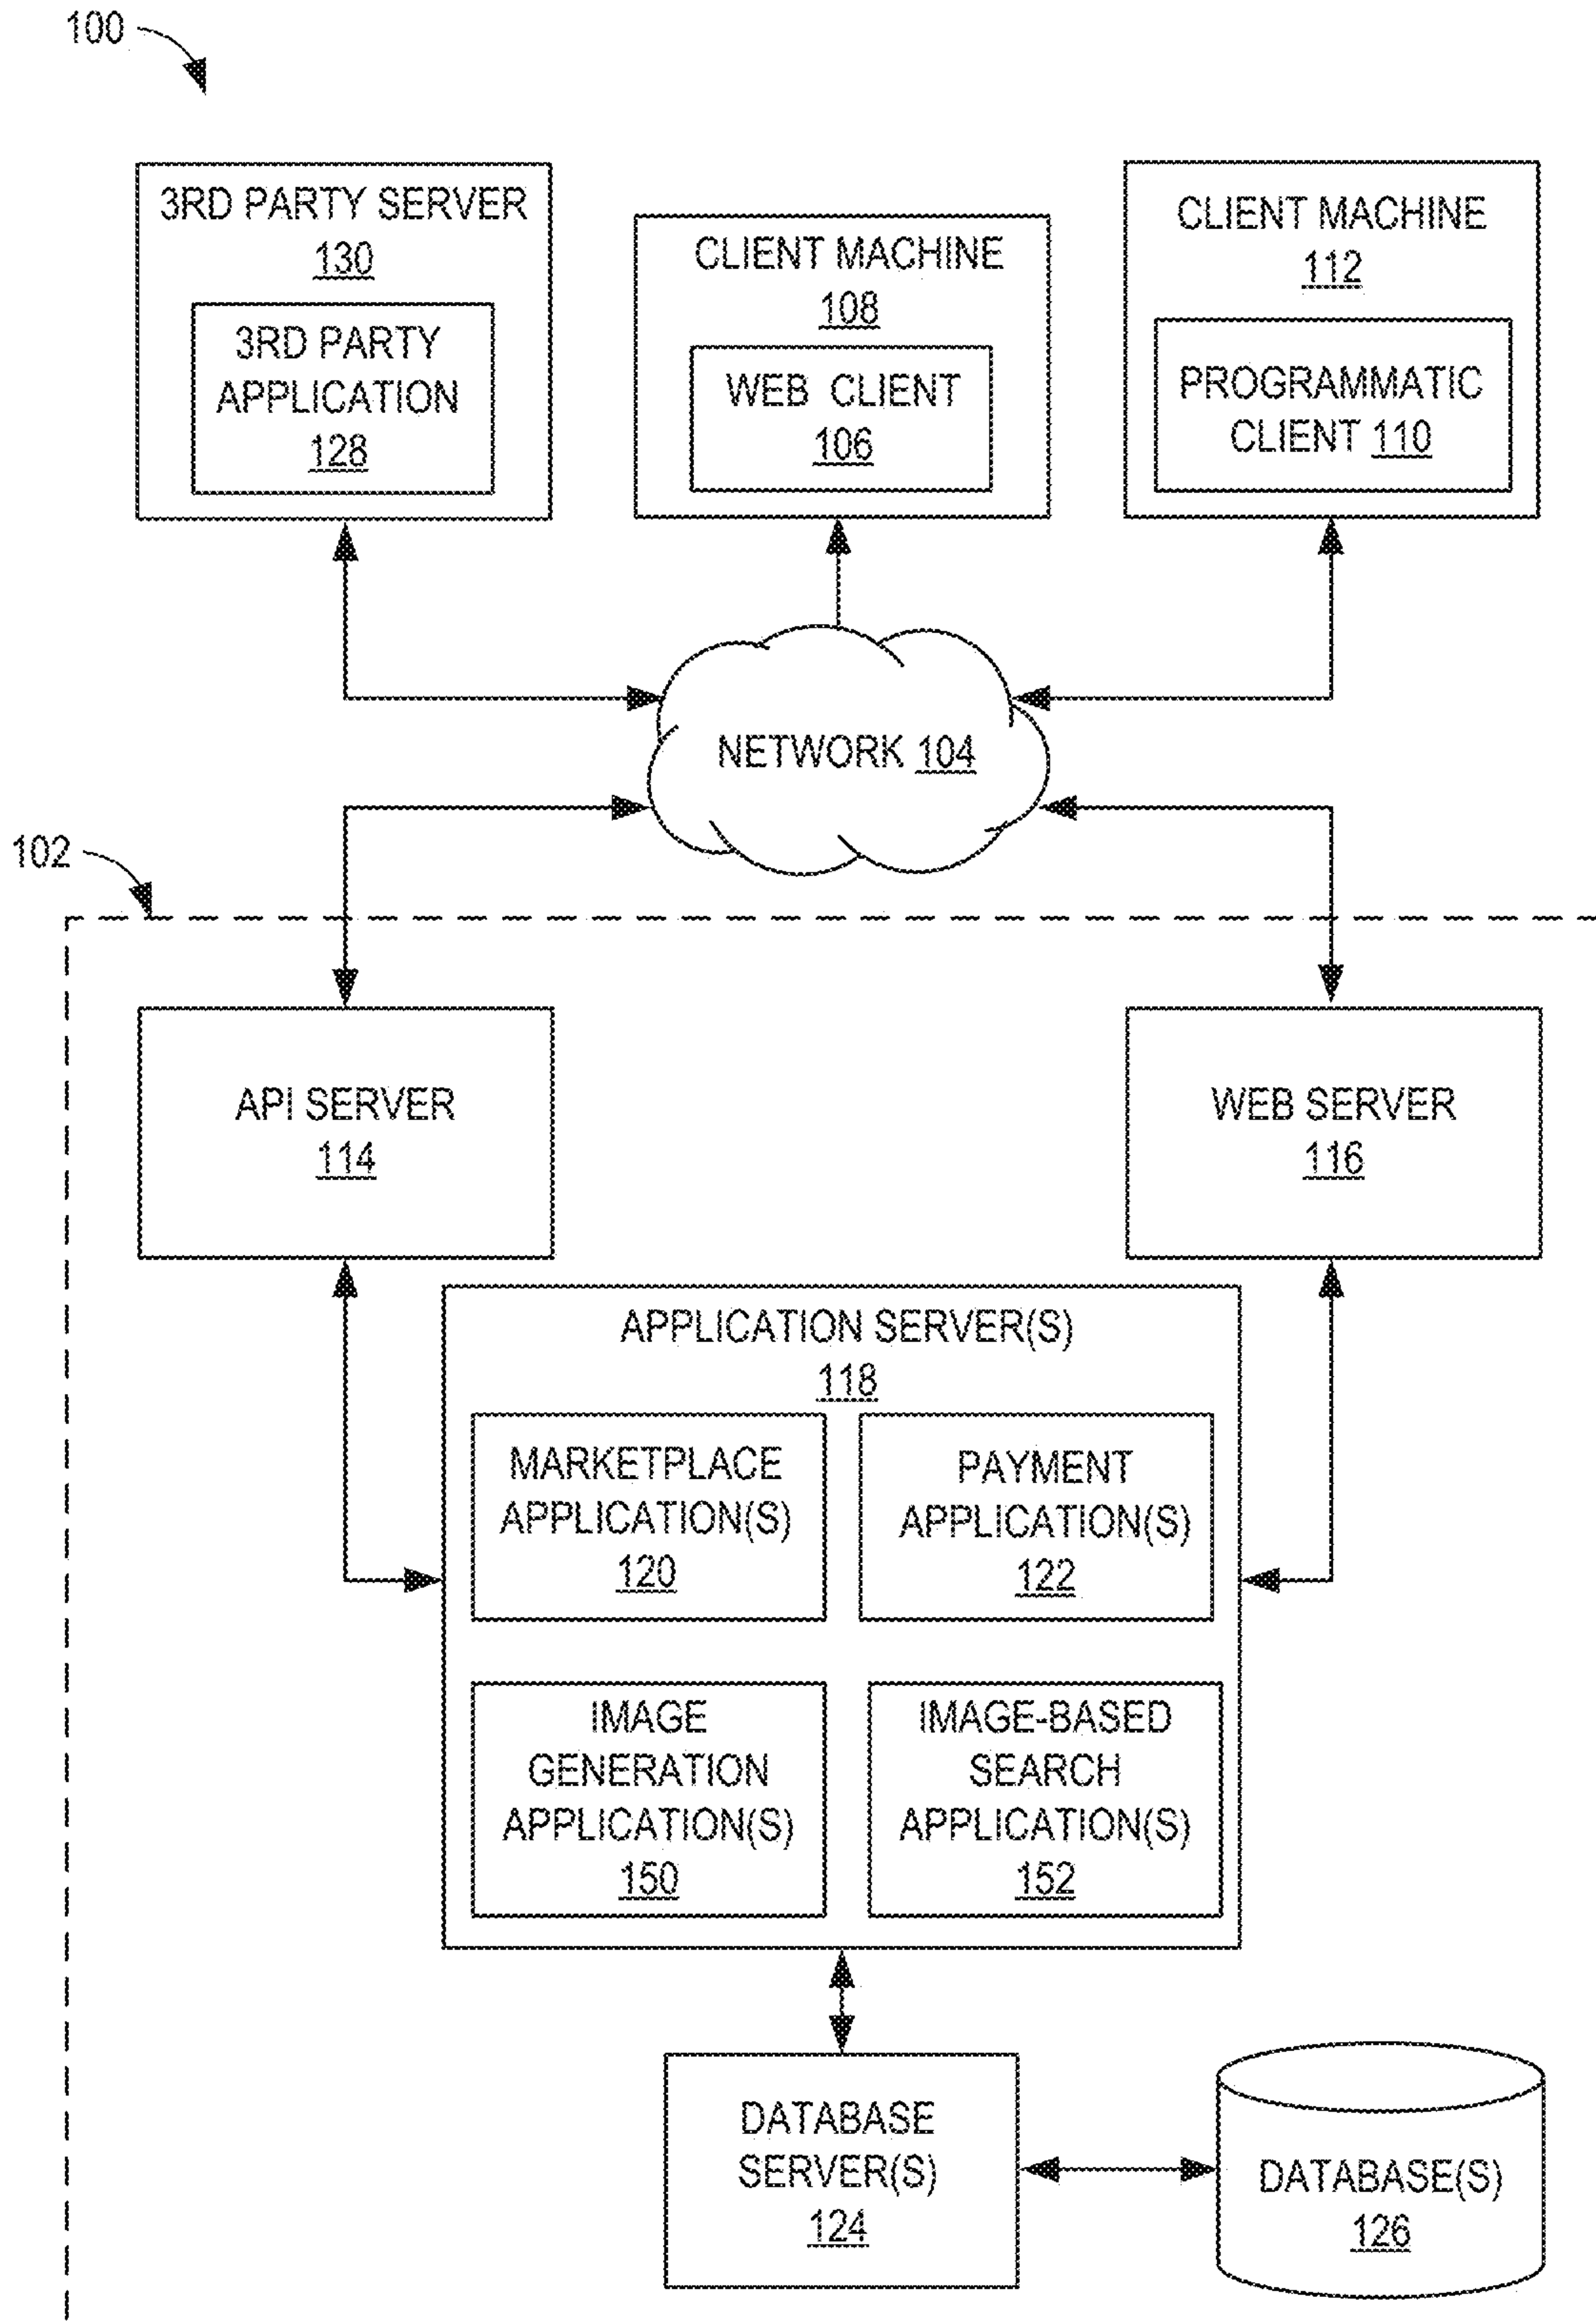 100
3RD PARTY SERVER
130
3RD PARTY
APPLICATION
128
CLIENT MACHINE
108
WEB CLIENT
106
CLIENT MACHINE
112
PROGRAMMATIC
CLIENT 110
NETWORK 104
102
API SERVER
114
WEB SERVER
116
APPLICATION SERVER(S)
118
MARKETPLACE
APPLICATION(S)
120
PAYMENT
APPLICATION(S)
122
IMAGE
GENERATION
APPLICATION(S)
150
IMAGE-BASED
SEARCH
APPLICATION(S)
152
DATABASE
SERVER(S)
124
DATABASE(S)
126